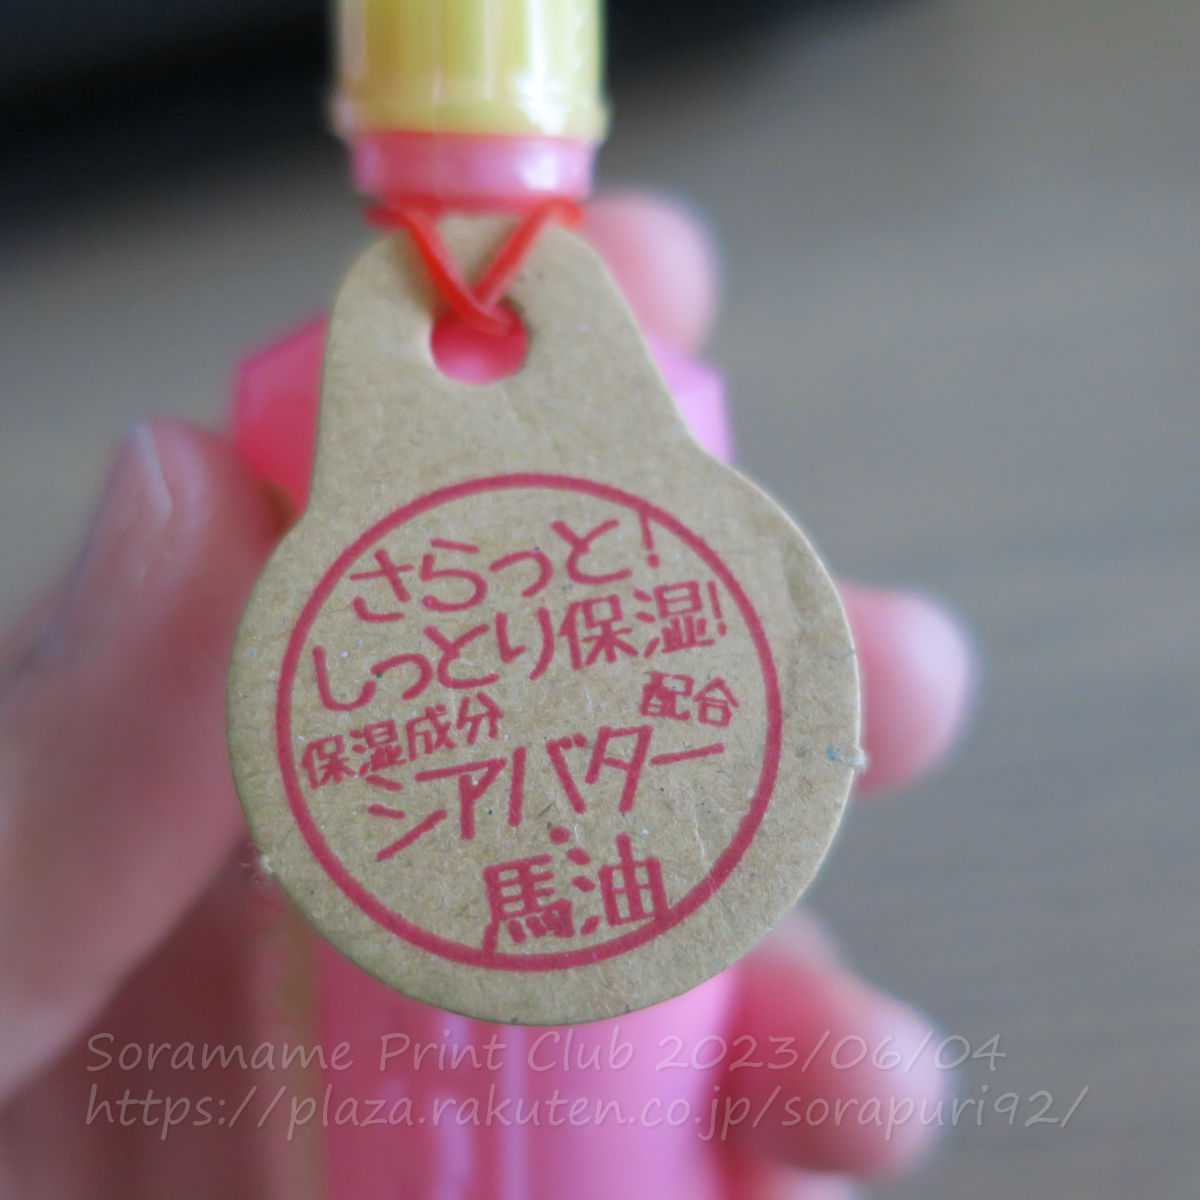 さらっと!
しっとり保湿!
保湿成分 配合
シアバター
・
馬油
Soramame Print Club 2023/06/04
https://plaza.rakuten.co.jp/sorapuri92/